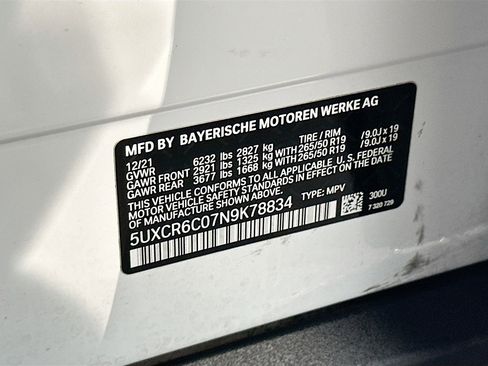 MFD BY BAYERISCHE MOTOREN WERKE AG
12/21 TIRE / RIM
GVWR 6232 lbs 2827 kg
GAWR FRONT 2921 lbs 1325 kg 265/50 R19 /9.0J x 19
GAWR REAR 3677 lbs 1668 kg 265/50 R19 /9.0J x 19
THIS VEHICLE CONFORMS TO ALL APPLICABLE U. S. FEDERAL
MOTOR VEHICLE SAFETY STANDARDS IN EFFECT ON THE DATE
OF MANUFACTURE SHOWN ABOVE.
5UXCR6C07N9K78834 TYPE: MPV 300U
7 320 729